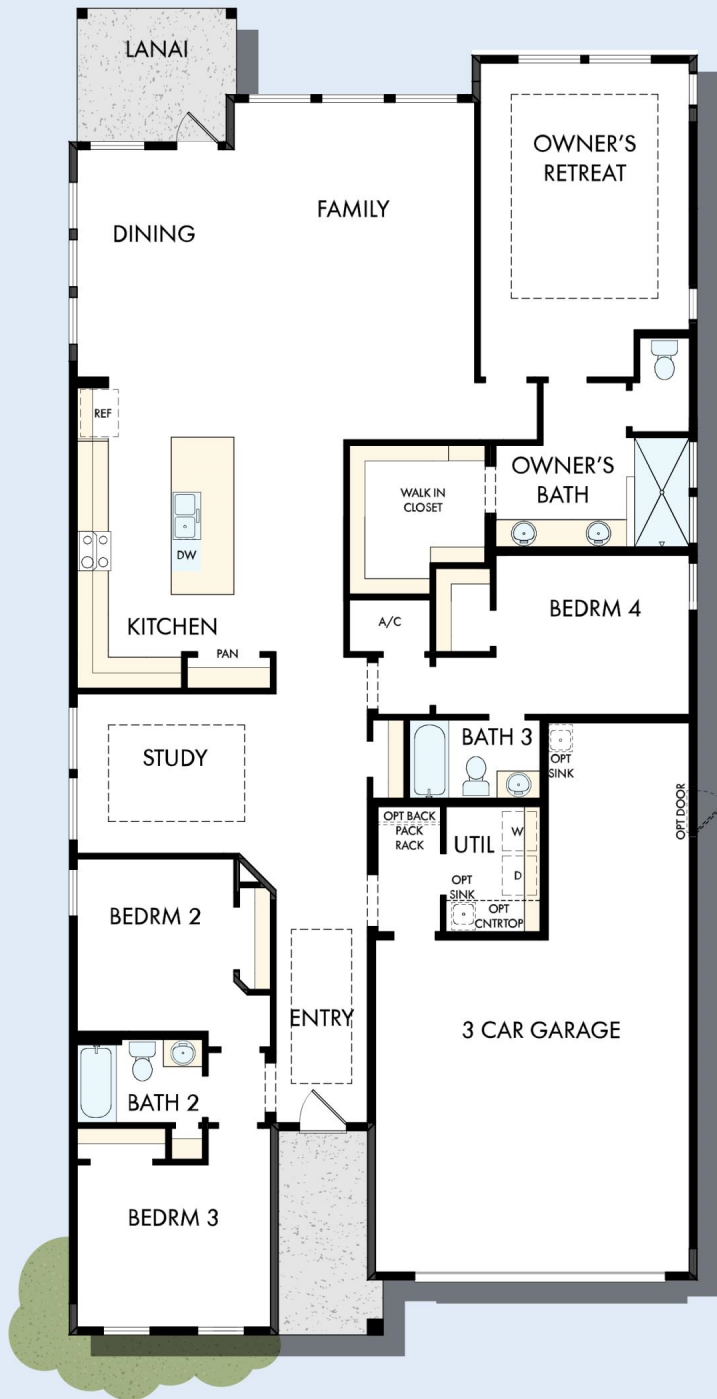 LANAI
OWNER'S
RETREAT
FAMILY
DINING
REF
OWNER'S
BATH
WALK IN
CLOSET
DW
BEDRM 4
KITCHEN
A/C
PAN
STUDY
BATH 3
OPT
SINK
OPT DOOR
OPT BACK
PACK
RACK
UTIL
W
D
OPT
SINK
OPT
CNTRTOP
BEDRM 2
ENTRY
3 CAR GARAGE
BATH 2
BEDRM 3